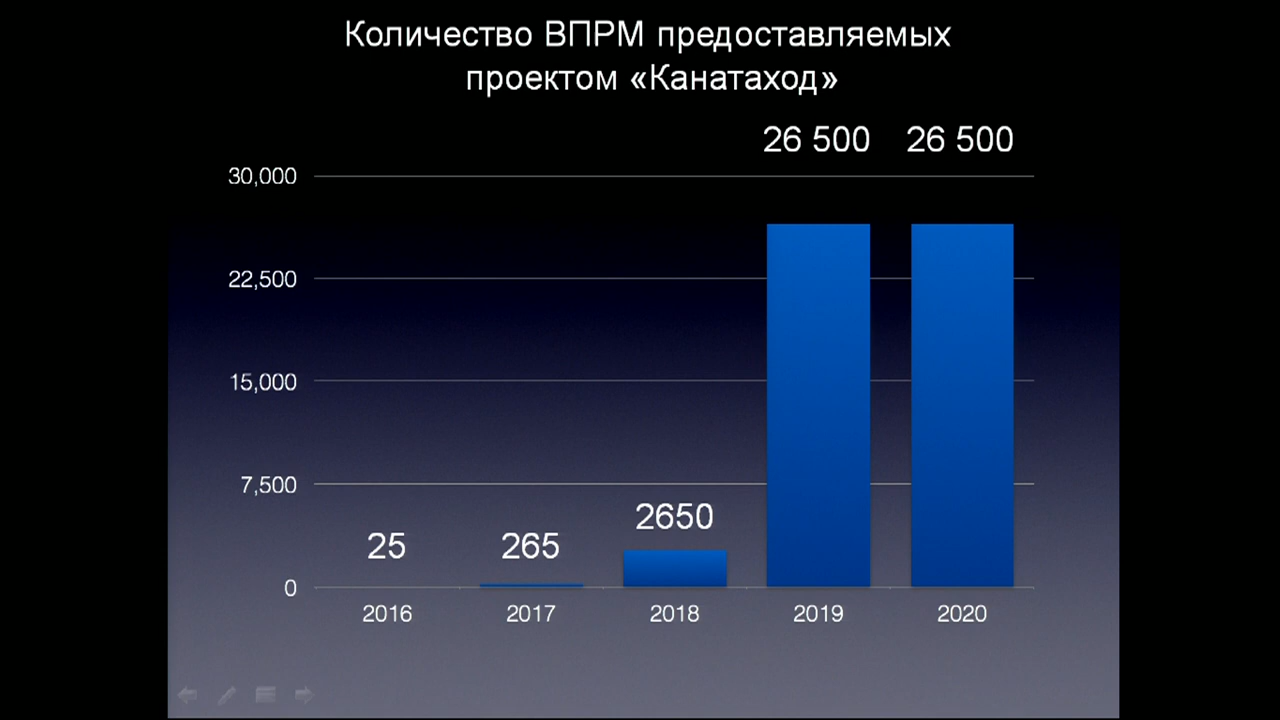 Количество ВПРМ предоставляемых
проектом «Канатаход»
26 500 26 500
30,000
22,500
15,000
7,500
2650
25 265
0
2016 2017 2018 2019 2020